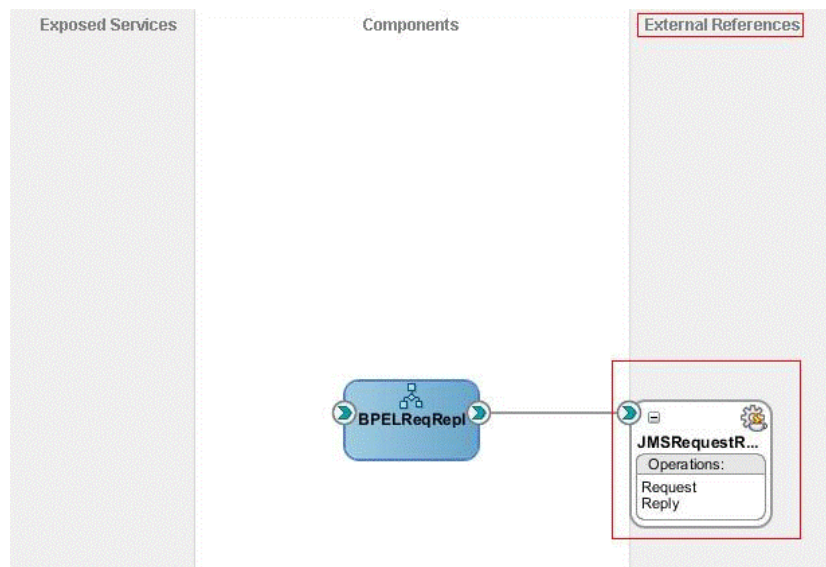 Exposed Services
Components
External References
BPELReqRepl
JMSRequestR...
Operations:
Request
Reply